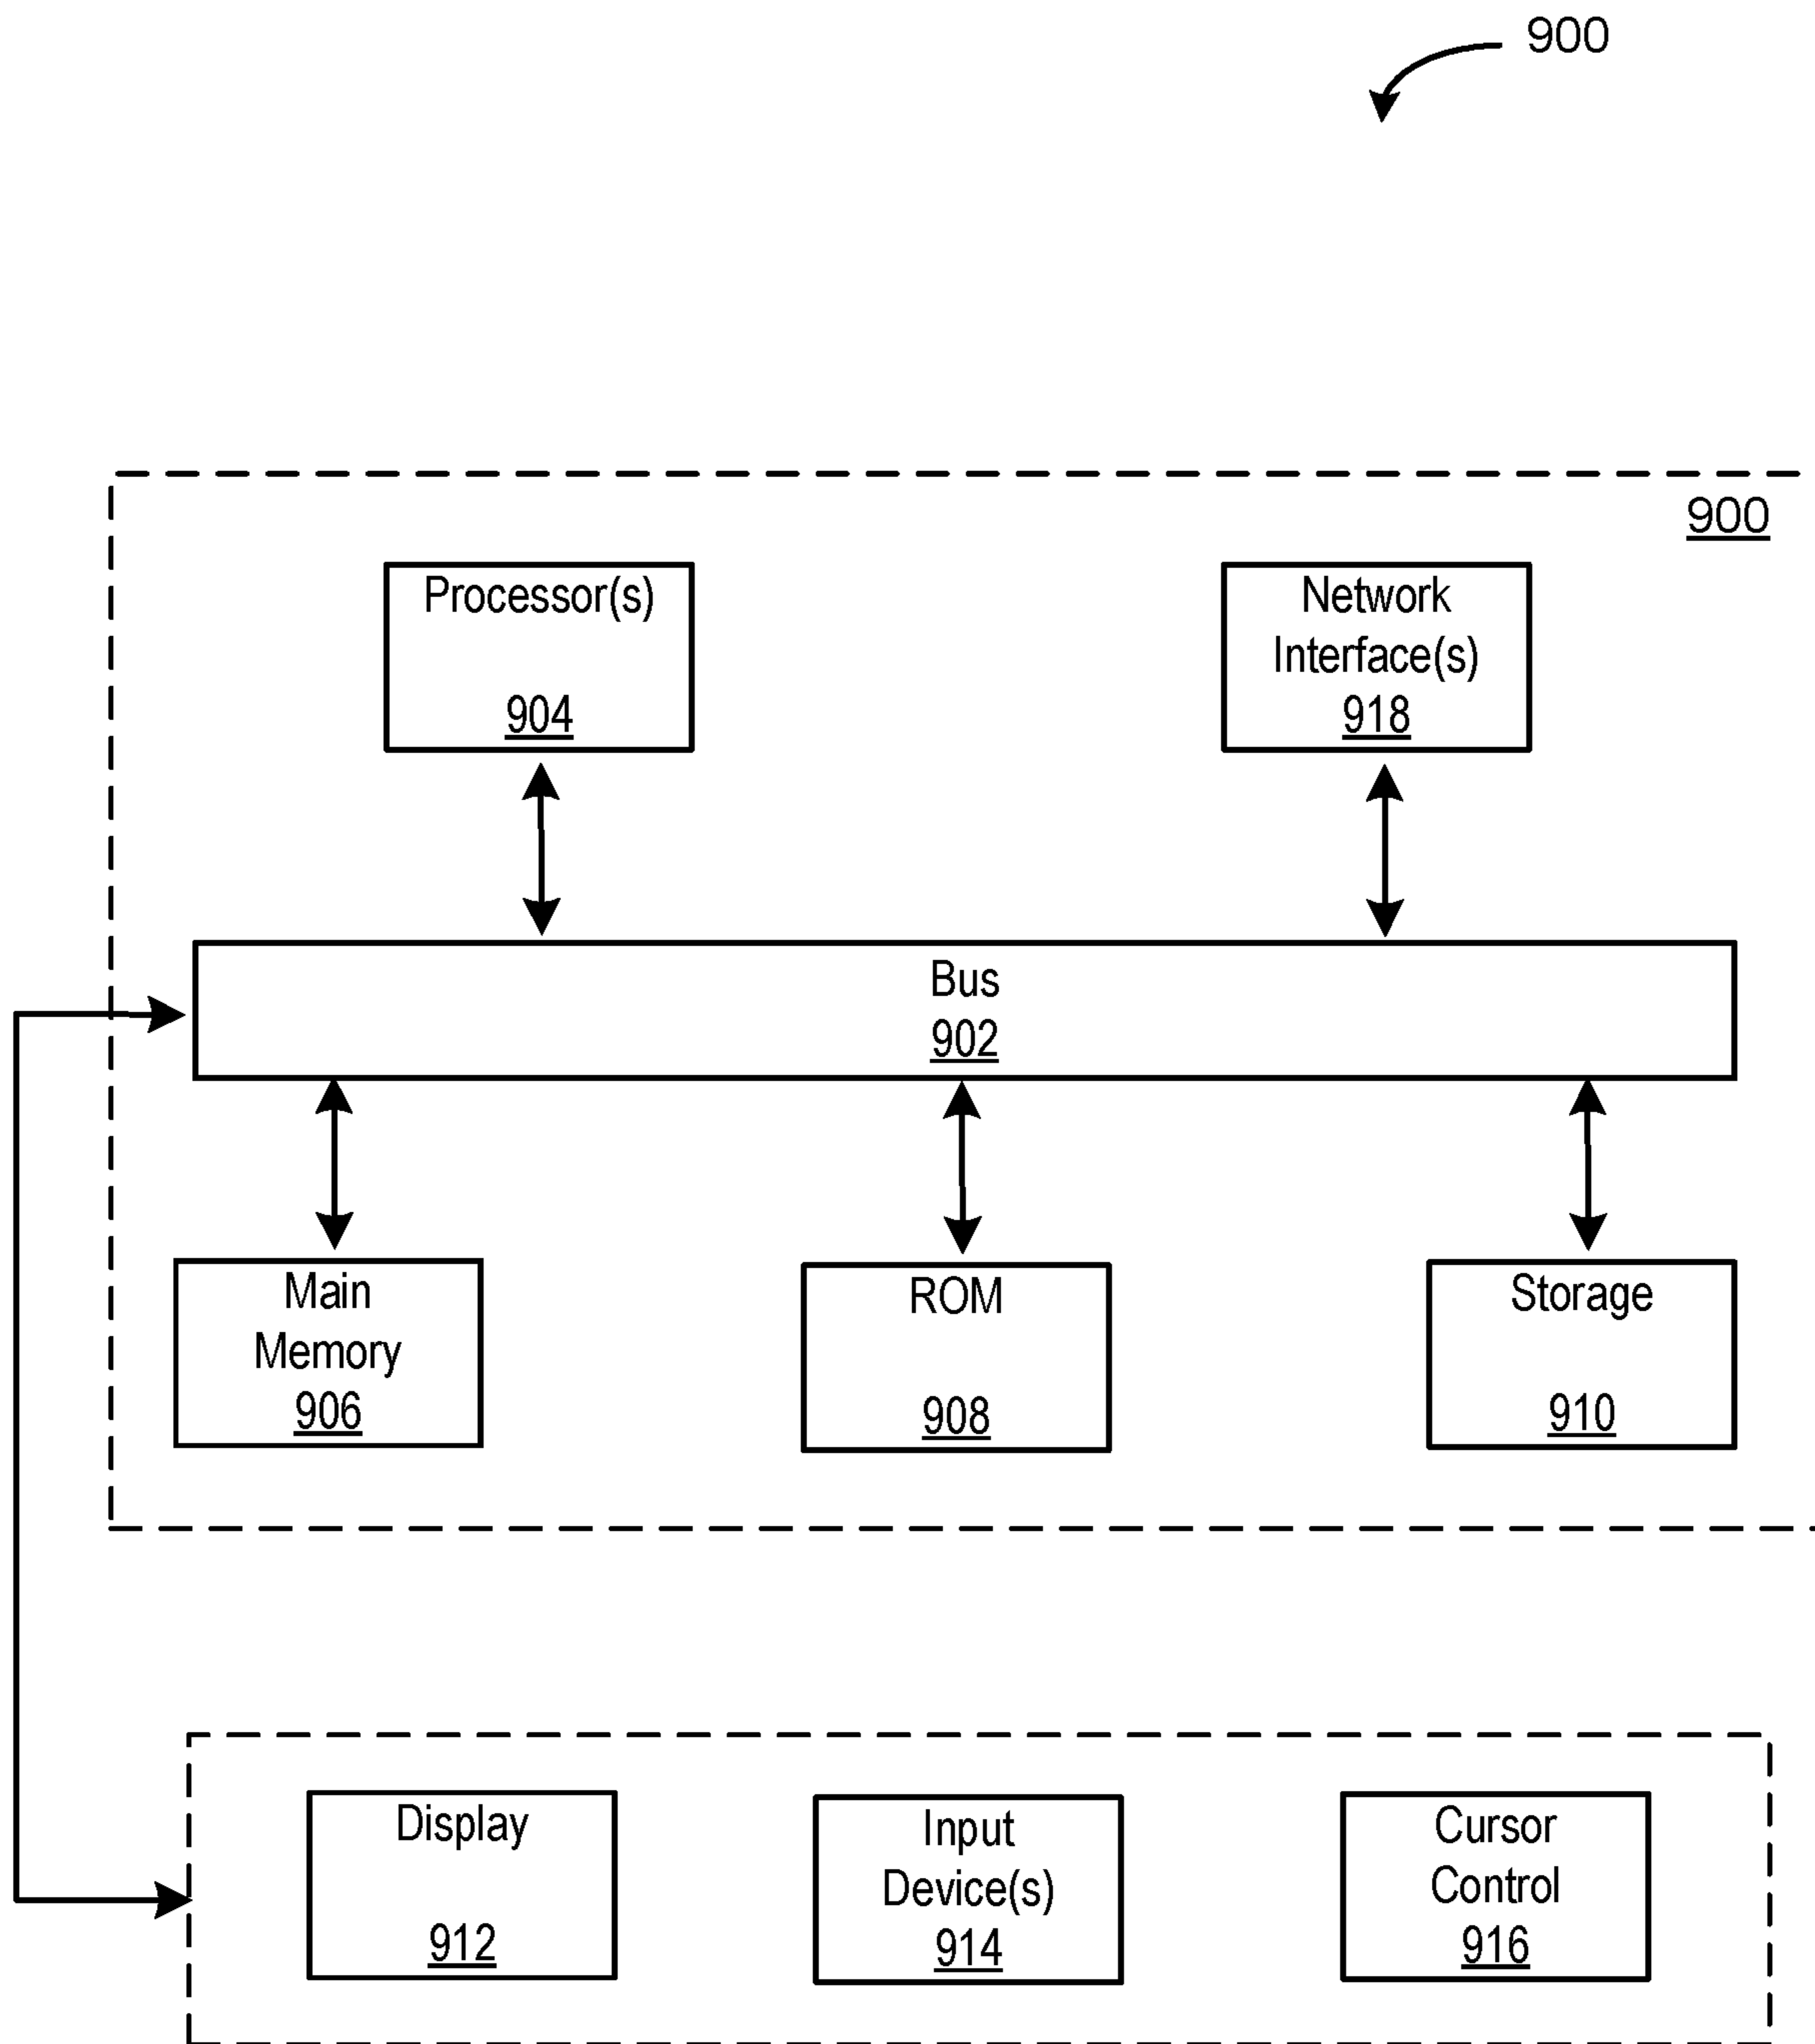 900
900
Processor(s)
904
Network
Interface(s)
918
Bus
902
Main
Memory
906
ROM
908
Storage
910
Display
912
Input
Device(s)
914
Cursor
Control
916